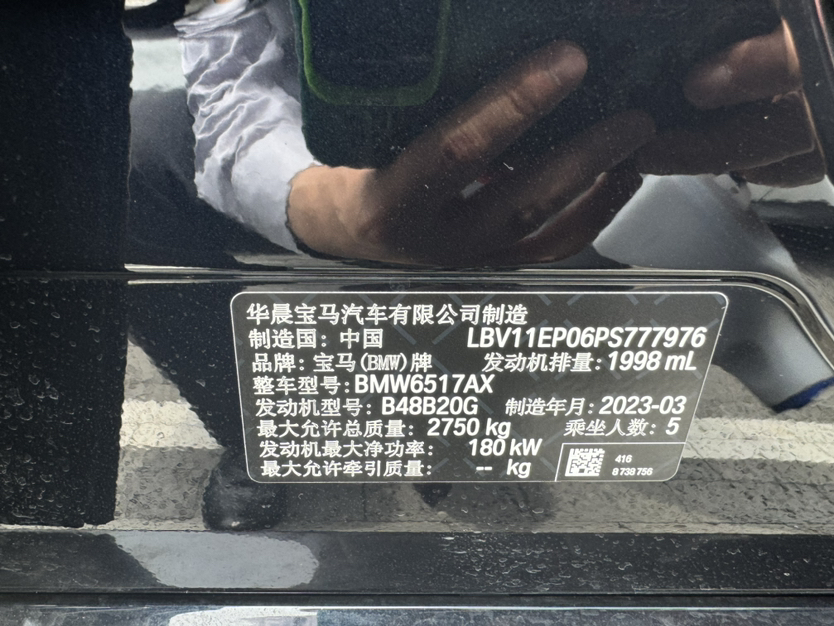 华晨宝马汽车有限公司制造
制造国：中国 LBV11EP06PS777976
品牌：宝马(BMW)牌 发动机排量：1998 mL
整车型号：BMW6517AX
发动机型号：B48B20G 制造年月：2023-03
最大允许总质量：2750 kg 乘坐人数：5
发动机最大净功率：180 kW
最大允许牵引质量：-- kg
416
8 738 756